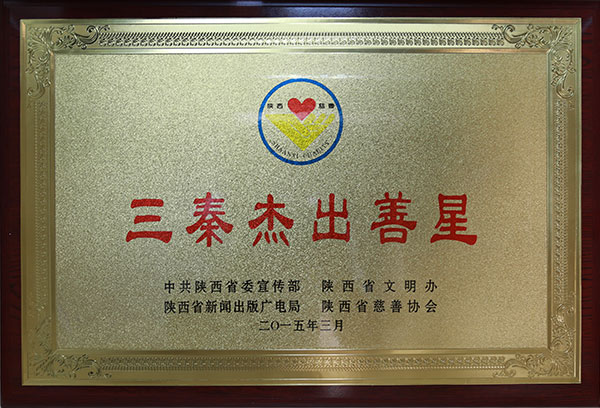 陕西 慈善
SHAANXI CHARITY
三秦杰出善星
中共陕西省委宣传部 陕西省文明办
陕西省新闻出版广电局 陕西省慈善协会
二〇一五年三月